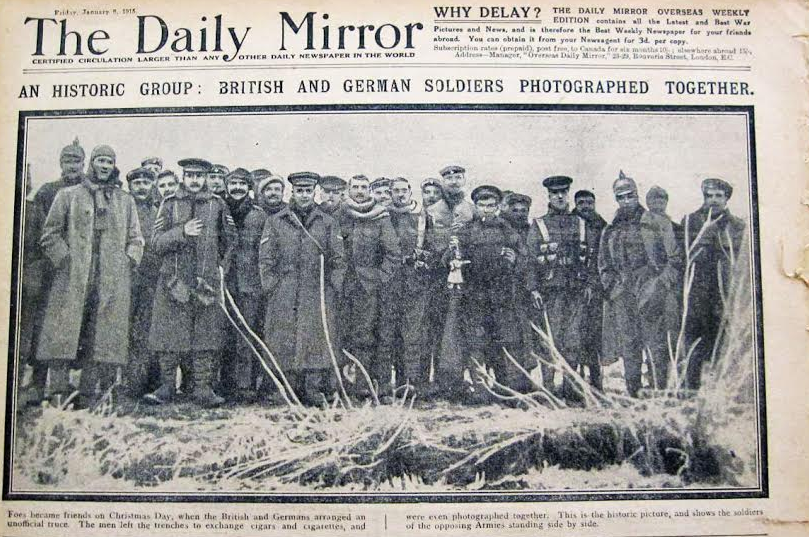 Friday, January 8, 1915.
The Daily Mirror
CERTIFIED CIRCULATION LARGER THAN ANY OTHER DAILY NEWSPAPER IN THE WORLD
WHY DELAY? THE DAILY MIRROR OVERSEAS WEEKLY
EDITION contains all the Latest and Best War
Pictures and News, and is therefore the Best Weekly Newspaper for your friends
abroad. You can obtain it from your Newsagent for 3d. per copy.
Subscription rates (prepaid), post free, to Canada for six months 10/-; elsewhere abroad 15/-.
Address—Manager, "Overseas Daily Mirror," 23-29, Bouverie Street, London, E.C.
AN HISTORIC GROUP: BRITISH AND GERMAN SOLDIERS PHOTOGRAPHED TOGETHER.
Foes became friends on Christmas Day, when the British and Germans arranged an
unofficial truce. The men left the trenches to exchange cigars and cigarettes, and
were even photographed together. This is the historic picture, and shows the soldiers
of the opposing Armies standing side by side.